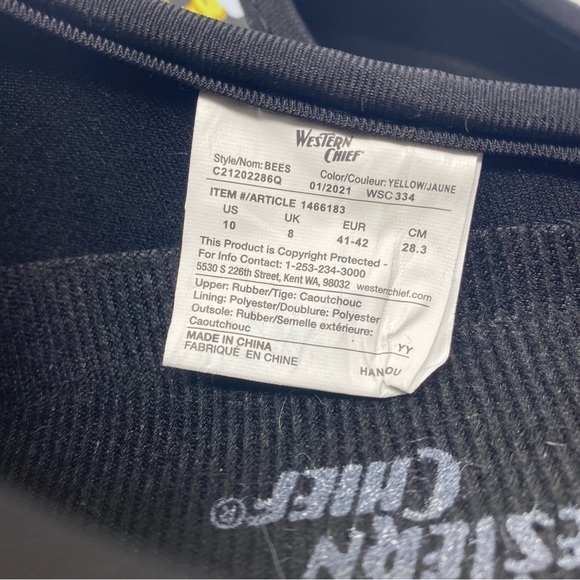 WESTERN
CHIEF
Style/Nom: BEES Color/Couleur: YELLOW/JAUNE
C21202286Q 01/2021 WSC334
ITEM #/ARTICLE 1466183
US UK EUR CM
10 8 41-42 28.3
This Product is Copyright Protected -
For Info Contact: 1-253-234-3000
5530 S 226th Street, Kent WA, 98032 westernchief.com
Upper: Rubber/Tige: Caoutchouc
Lining: Polyester/Doublure: Polyester
Outsole: Rubber/Semelle extérieure:
Caoutchouc
MADE IN CHINA YY
FABRIQUÉ EN CHINE HANOU
WESTERN
CHIEF®